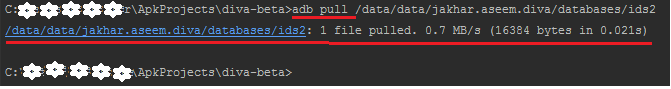 C:\er\ApkProjects\diva-beta>adb pull /data/data/jakhar.aseem.diva/databases/ids2
/data/data/jakhar.aseem.diva/databases/ids2: 1 file pulled. 0.7 MB/s (16384 bytes in 0.021s)
C:\ \ApkProjects\diva-beta>